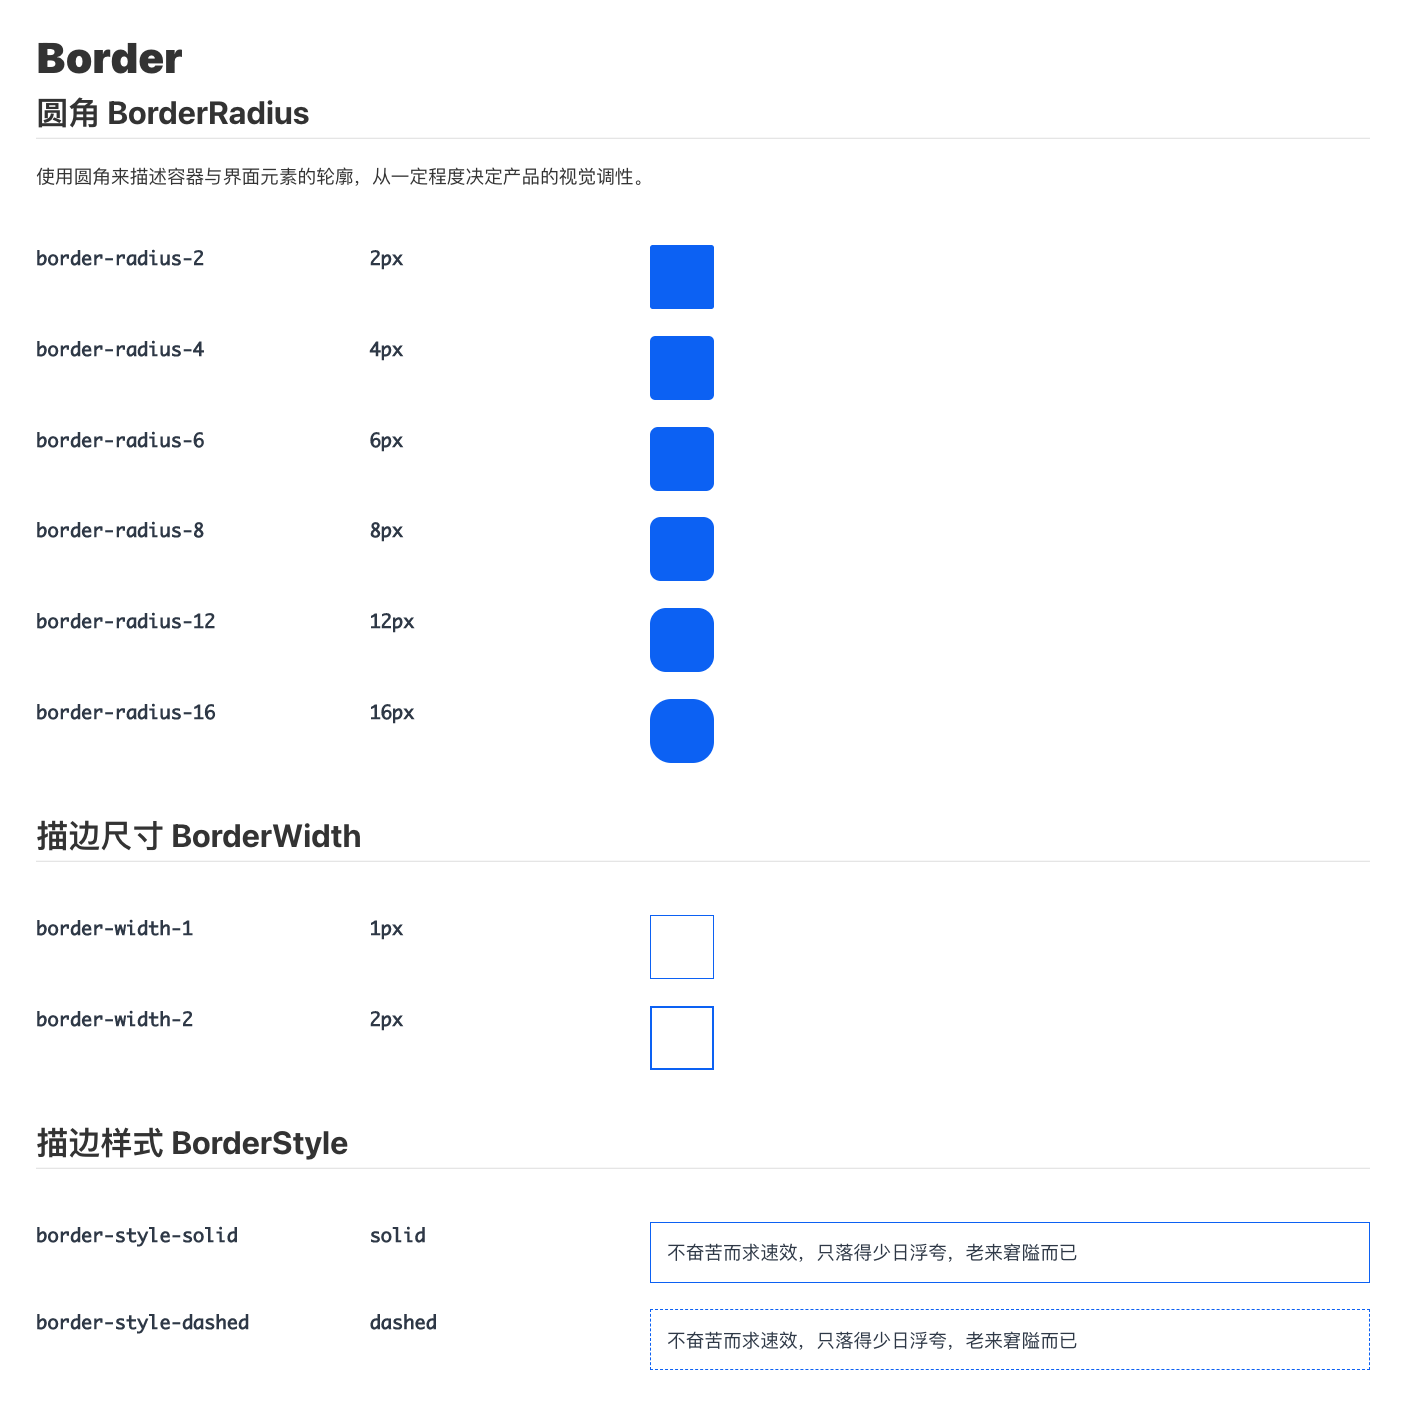 Border
圆角 BorderRadius
使用圆角来描述容器与界面元素的轮廓，从一定程度决定产品的视觉调性。
border-radius-2 2px
border-radius-4 4px
border-radius-6 6px
border-radius-8 8px
border-radius-12 12px
border-radius-16 16px
描边尺寸 BorderWidth
border-width-1 1px
border-width-2 2px
描边样式 BorderStyle
border-style-solid solid 不奋苦而求速效，只落得少日浮夸，老来窘隘而已
border-style-dashed dashed 不奋苦而求速效，只落得少日浮夸，老来窘隘而已